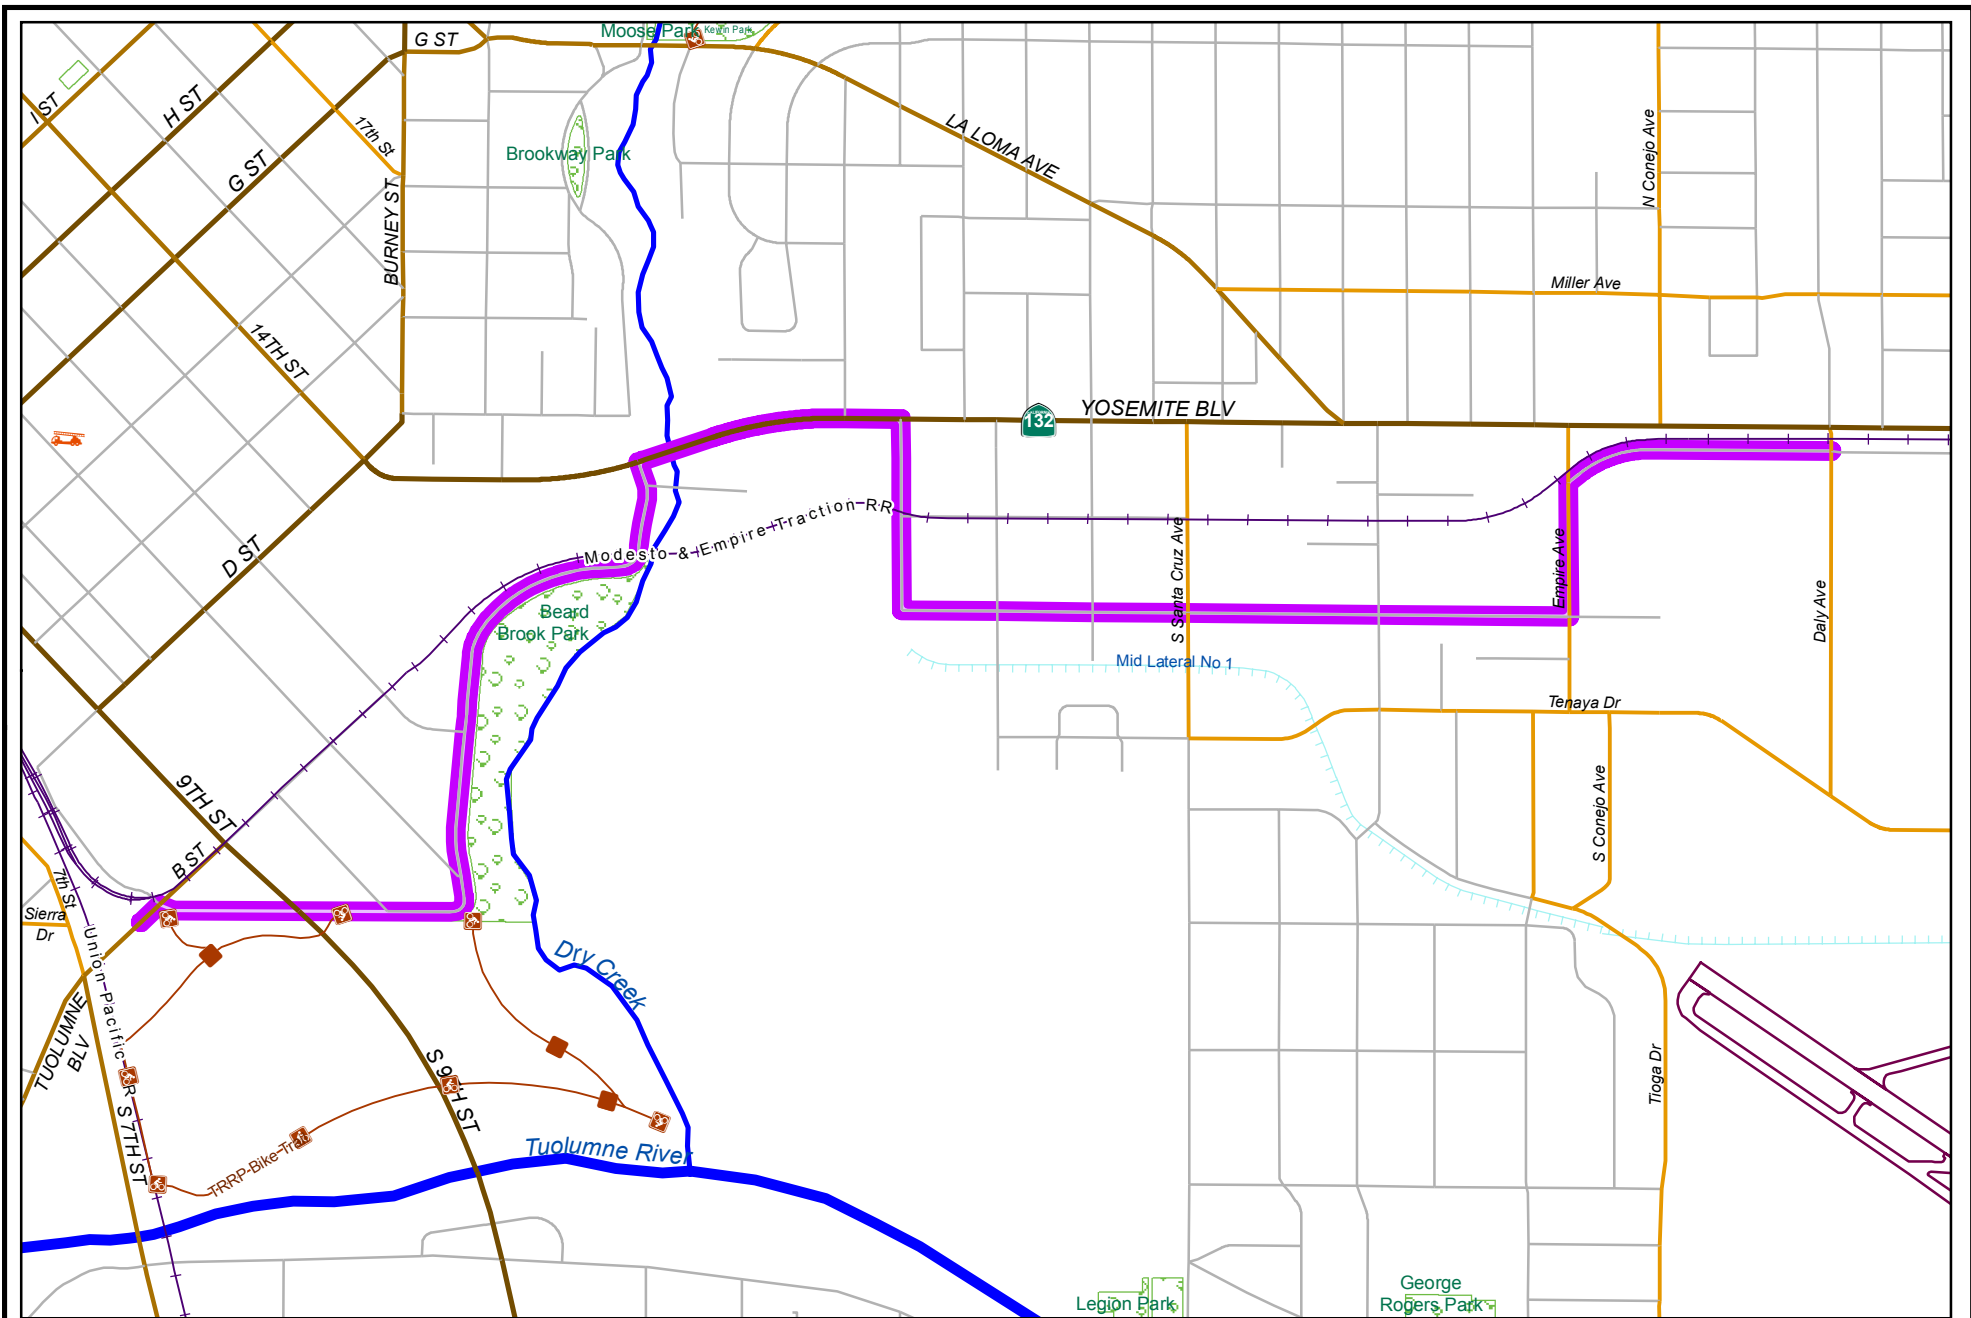 Moose Park
Kewin Park
G ST
I ST
H ST
17th St
G ST
BURNEY ST
Brookway Park
LA LOMA AVE
N Conejo Ave
Miller Ave
14TH ST
132
YOSEMITE BLV
D ST
Modesto & Empire Traction RR
Beard
Brook Park
S Santa Cruz Ave
Empire Ave
Daly Ave
Mid Lateral No 1
Tenaya Dr
9TH ST
B ST
7th St
Sierra
Dr
S Conejo Ave
Union Pacific R
Dry Creek
TUOLUMNE
BLV
S 9TH ST
S 7TH ST
Tioga Dr
Tuolumne River
TRRP Bike Trail
Legion Park
George
Rogers Park